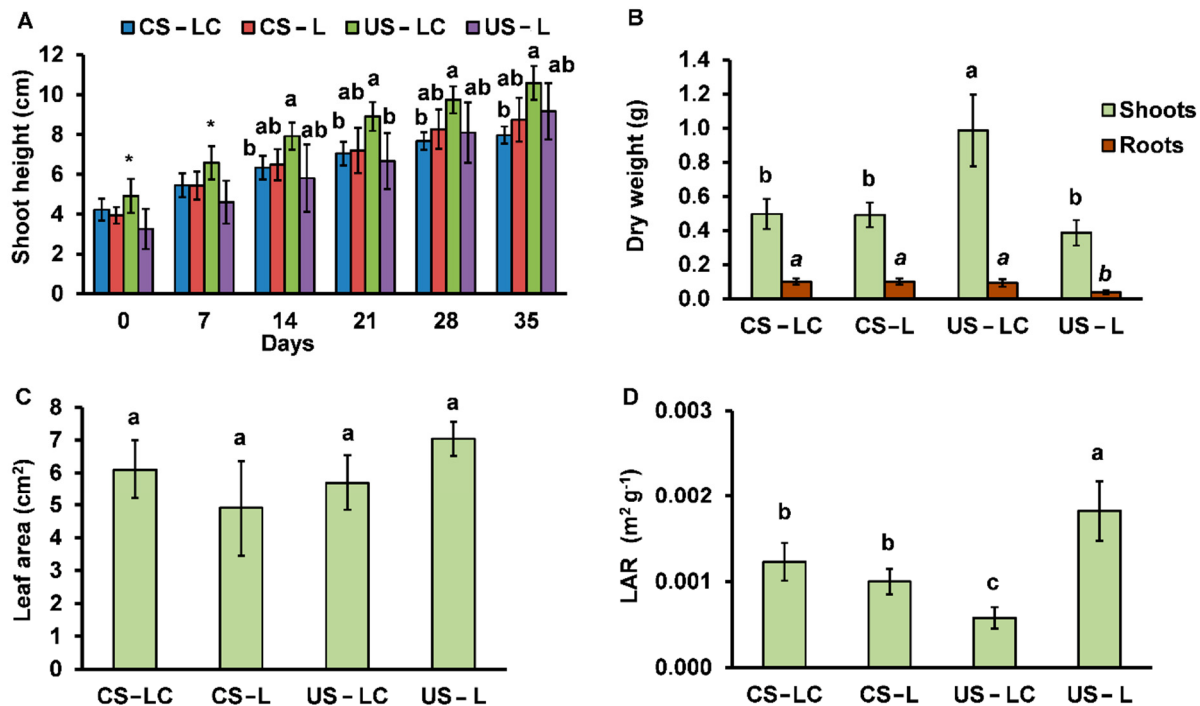 A
CS – LC CS – L US – LC US – L
Shoot height (cm)
12
10
8
6
4
2
0
* * b ab a ab b ab a b b ab a ab b ab a ab
0 7 14 21 28 35
Days
B
Dry weight (g)
1.4
1.2
1.0
0.8
0.6
0.4
0.2
0.0
b a b a a a b b
Shoots
Roots
CS – LC CS – L US – LC US – L
C
Leaf area (cm²)
8
7
6
5
4
3
2
1
0
a a a a
CS–LC CS–L US–LC US – L
D
LAR (m² g⁻¹)
0.003
0.002
0.001
0.000
b b c a
CS – LC CS – L US – LC US – L